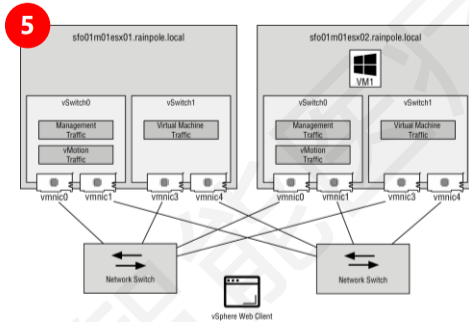 5
sfo01m01esx01.rainpole.local
sfo01m01esx02.rainpole.local
VM1
vSwitch0
vSwitch1
vSwitch0
vSwitch1
Management
Traffic
Virtual Machine
Traffic
Management
Traffic
Virtual Machine
Traffic
vMotion
Traffic
vMotion
Traffic
vmnic0
vmnic1
vmnic3
vmnic4
vmnic0
vmnic1
vmnic3
vmnic4
Network Switch
Network Switch
vSphere Web Client